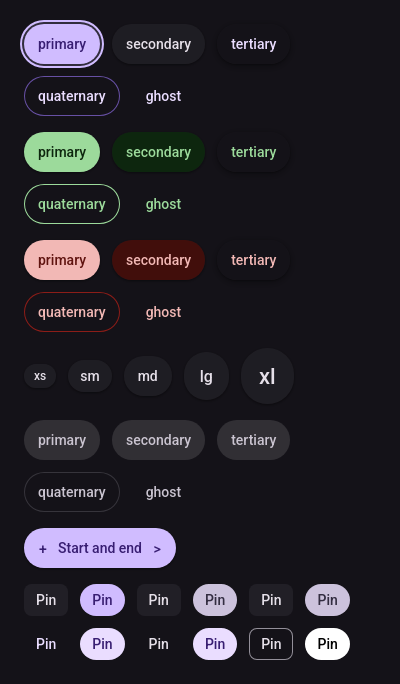 primary secondary tertiary
quaternary ghost
primary secondary tertiary
quaternary ghost
primary secondary tertiary
quaternary ghost
xs sm md lg xl
primary secondary tertiary
quaternary ghost
+ Start and end >
Pin Pin Pin Pin Pin Pin
Pin Pin Pin Pin Pin Pin